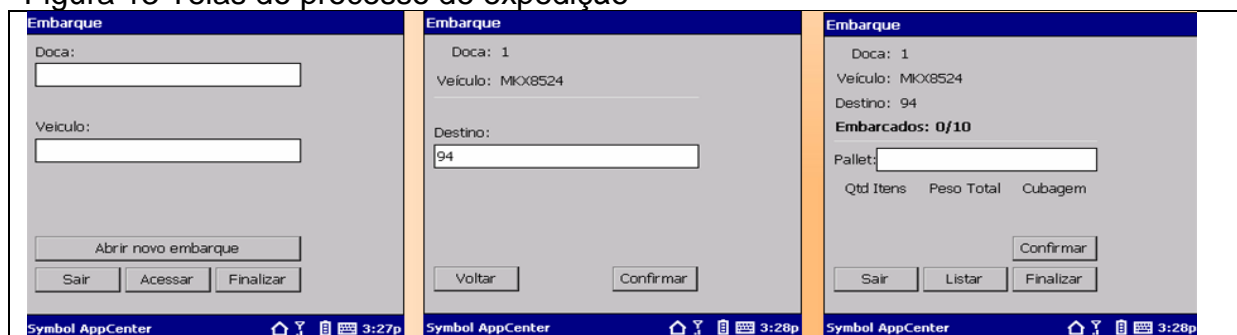 Figura 18 Telas do processo de expedição
Embarque
Doca:
Veiculo:
Abrir novo embarque
Sair Acessar Finalizar
Symbol AppCenter 3:27p
Embarque
Doca: 1
Veículo: MKX8524
Destino:
94
Voltar Confirmar
Symbol AppCenter 3:28p
Embarque
Doca: 1
Veículo: MKX8524
Destino: 94
Embarcados: 0/10
Pallet:
Qtd Itens Peso Total Cubagem
Confirmar
Sair Listar Finalizar
Symbol AppCenter 3:28p